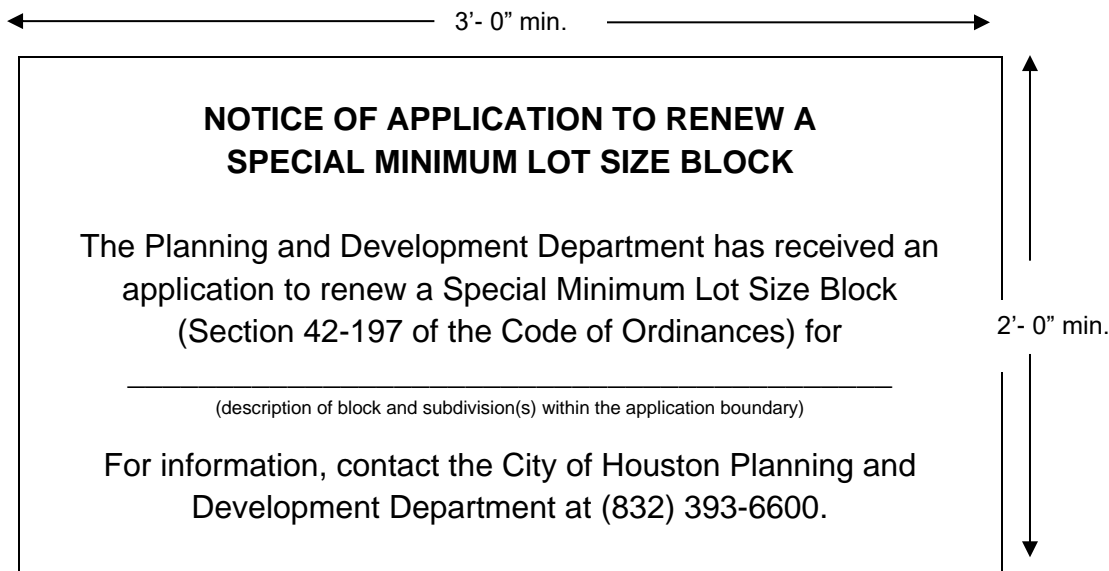 3’- 0” min.
NOTICE OF APPLICATION TO RENEW A
SPECIAL MINIMUM LOT SIZE BLOCK
The Planning and Development Department has received an
application to renew a Special Minimum Lot Size Block
(Section 42-197 of the Code of Ordinances) for
2’- 0” min.
____________________________________________
(description of block and subdivision(s) within the application boundary)
For information, contact the City of Houston Planning and
Development Department at (832) 393-6600.